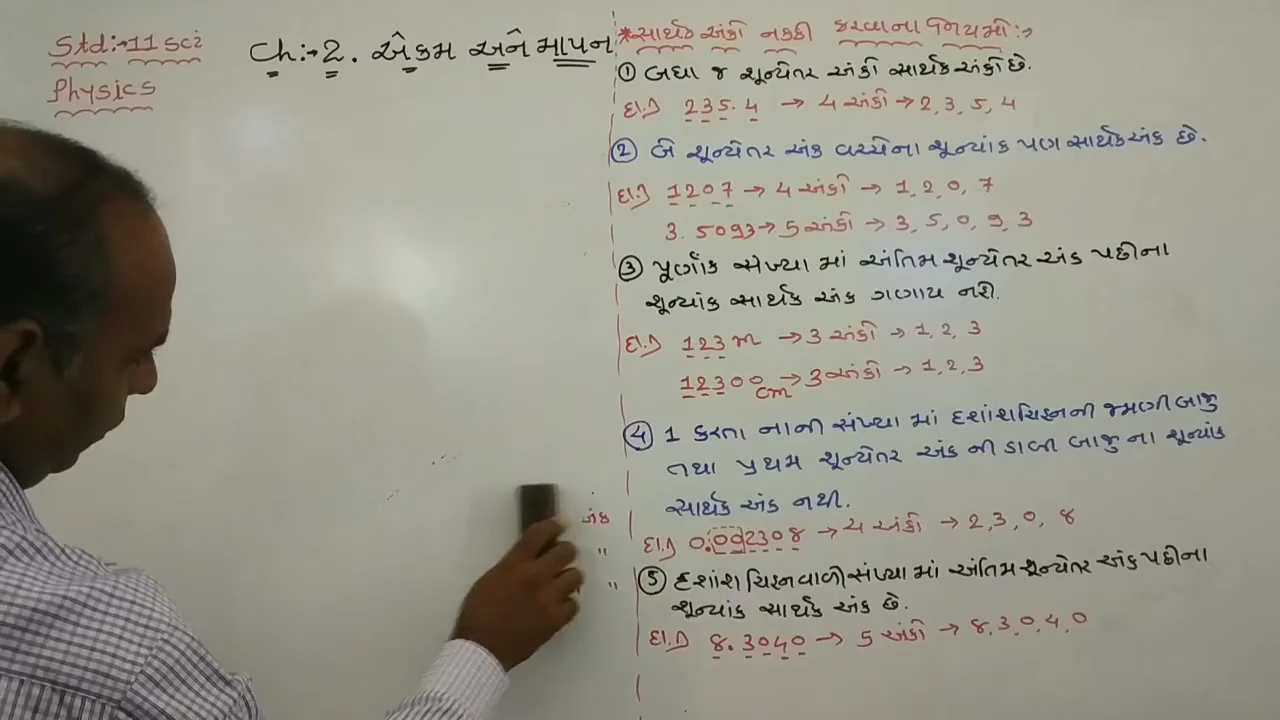 Std:-11 sci
Physics
Ch:-2. એકમ અને માપન
*સાર્થક અંકો નક્કી કરવાના નિયમો:->
① બધા જ શૂન્યેતર અંકો સાર્થક અંકો છે.
દા.ત 235.4 → 4 અંકો → 2, 3, 5, 4
② બે શૂન્યેતર અંક વચ્ચેના શૂન્યાંક પણ સાર્થક અંક છે.
દા.ત 1207 → 4 અંકો → 1, 2, 0, 7
3.5093 → 5 અંકો → 3, 5, 0, 9, 3
③ પૂર્ણાંક સંખ્યા માં અંતિમ શૂન્યેતર અંક પછીના
શૂન્યાંક સાર્થક અંક ગણાય નહી.
દા.ત 123 m → 3 અંકો → 1, 2, 3
12300 cm → 3 અંકો → 1, 2, 3
④ 1 કરતા નાની સંખ્યા માં દશાંશચિહ્નની જમણી બાજુ
તથા પ્રથમ શૂન્યેતર અંક ની ડાબી બાજુ ના શૂન્યાંક
સાર્થક અંક નથી.
અંક
"
"
દા.ત 0.002308 → 4 અંકો → 2, 3, 0, 8
⑤ દશાંશ ચિહ્નવાળી સંખ્યા માં અંતિમ શૂન્યેતર અંક પછીના
શૂન્યાંક સાર્થક અંક છે.
દા.ત 8.3040 → 5 અંકો → 8, 3, 0, 4, 0